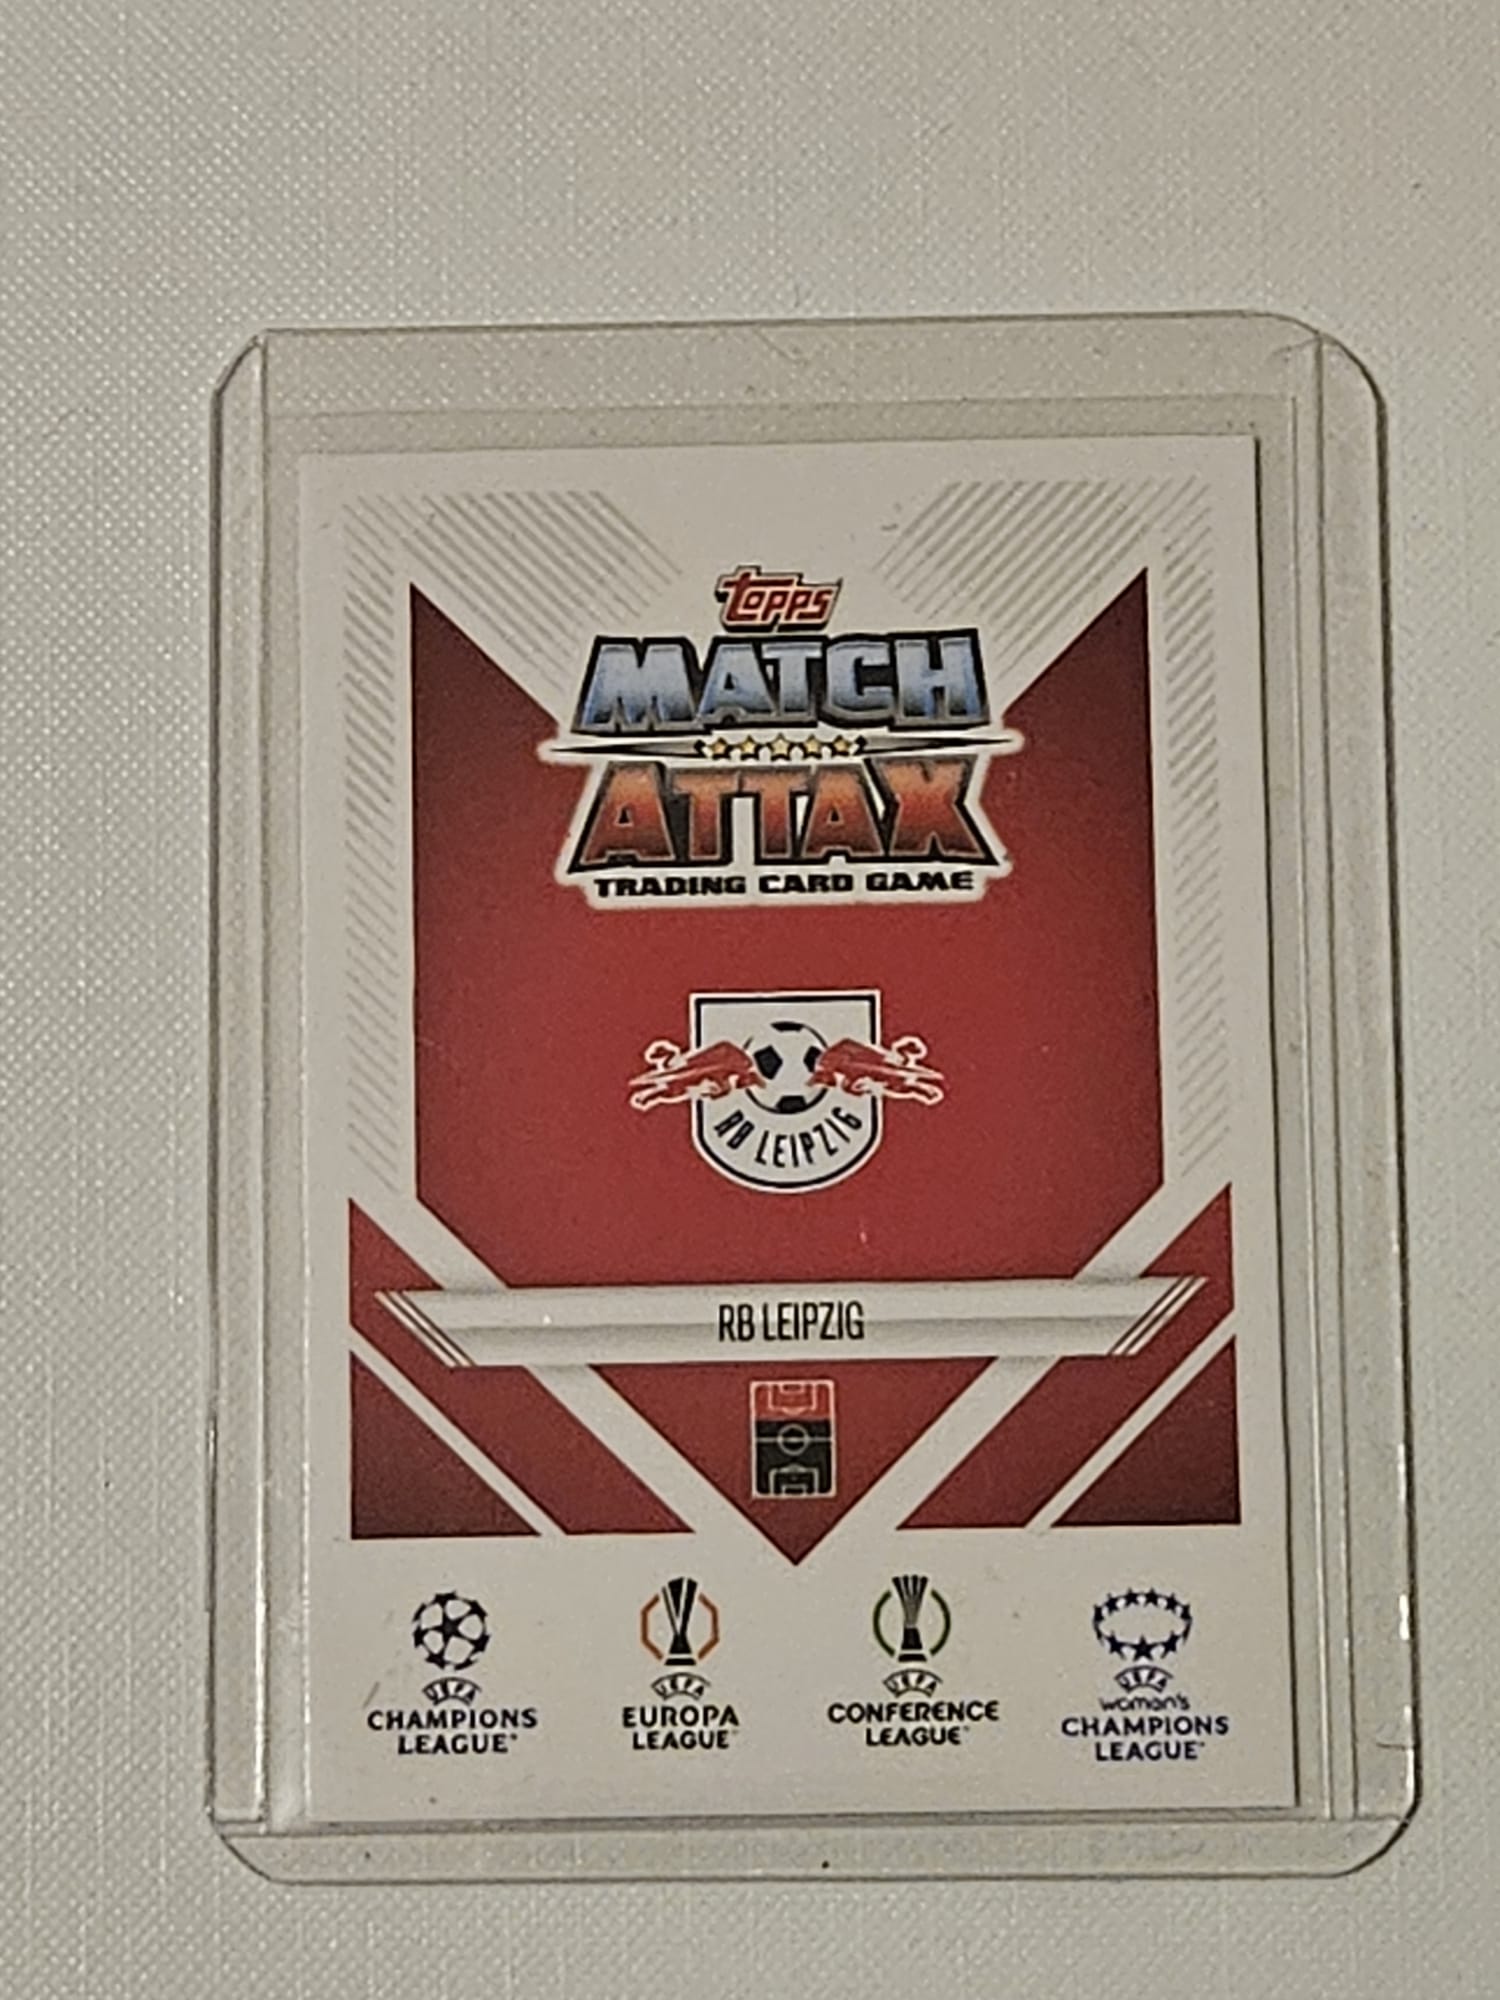 topps
MATCH
ATTAX
TRADING CARD GAME
RB LEIPZIG
RB LEIPZIG
UEFA
CHAMPIONS
LEAGUE
UEFA
EUROPA
LEAGUE
UEFA
CONFERENCE
LEAGUE
UEFA
women's
CHAMPIONS
LEAGUE